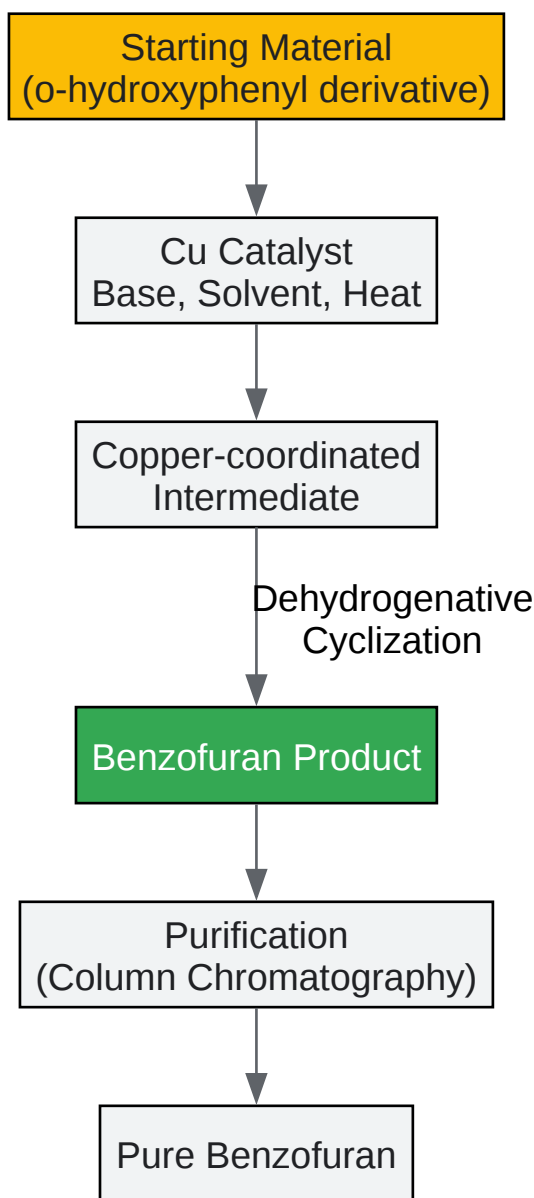 Starting Material
(o-hydroxyphenyl derivative)
Cu Catalyst
Base, Solvent, Heat
Copper-coordinated
Intermediate
Dehydrogenative
Cyclization
Benzofuran Product
Purification
(Column Chromatography)
Pure Benzofuran